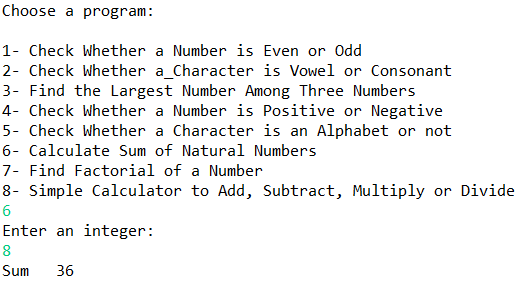 Choose a program:
1- Check Whether a Number is Even or Odd
2- Check Whether a_Character is Vowel or Consonant
3- Find the Largest Number Among Three Numbers
4- Check Whether a Number is Positive or Negative
5- Check Whether a Character is an Alphabet or not
6- Calculate Sum of Natural Numbers
7- Find Factorial of a Number
8- Simple Calculator to Add, Subtract, Multiply or Divide
6
Enter an integer:
8
Sum   36